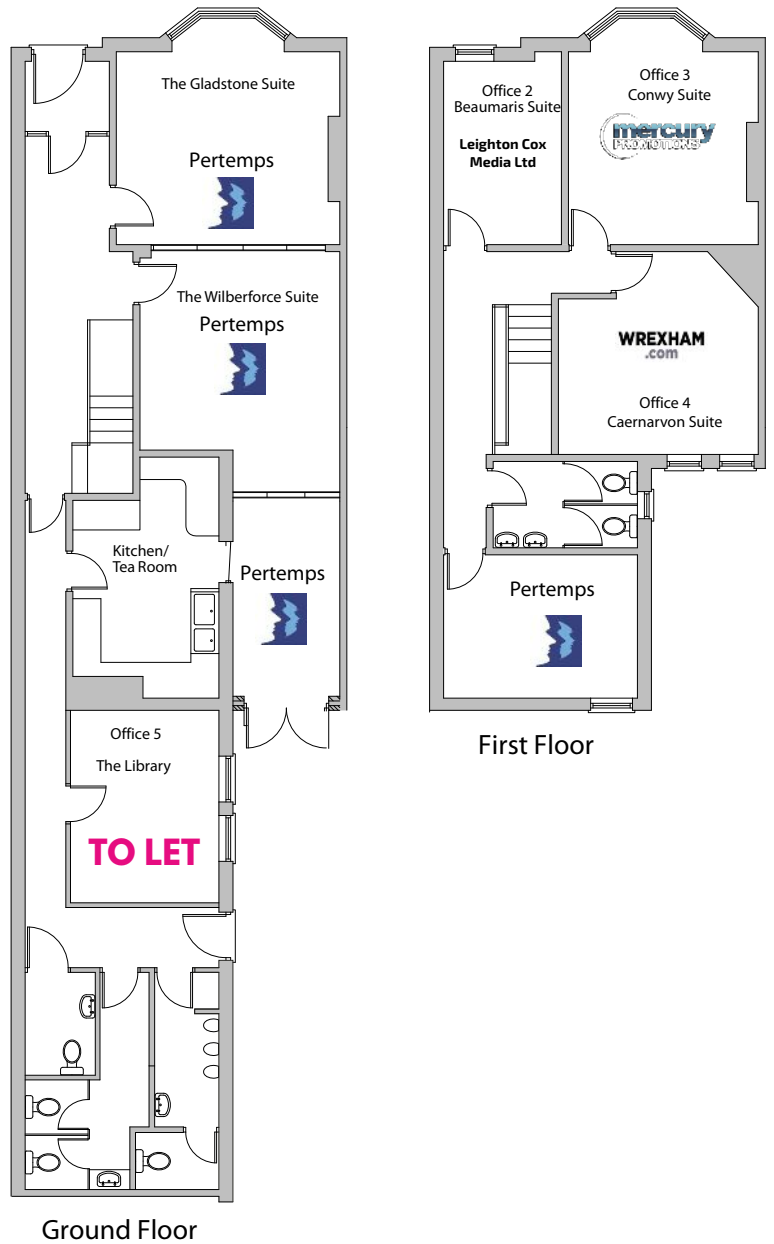 The Gladstone Suite
Pertemps
The Wilberforce Suite
Pertemps
Kitchen/
Tea Room
Pertemps
Office 5
The Library
TO LET
Ground Floor
Office 2
Beaumaris Suite
Leighton Cox
Media Ltd
Office 3
Conwy Suite
mercury
PROMOTIONS
WREXHAM
.com
Office 4
Caernarvon Suite
Pertemps
First Floor